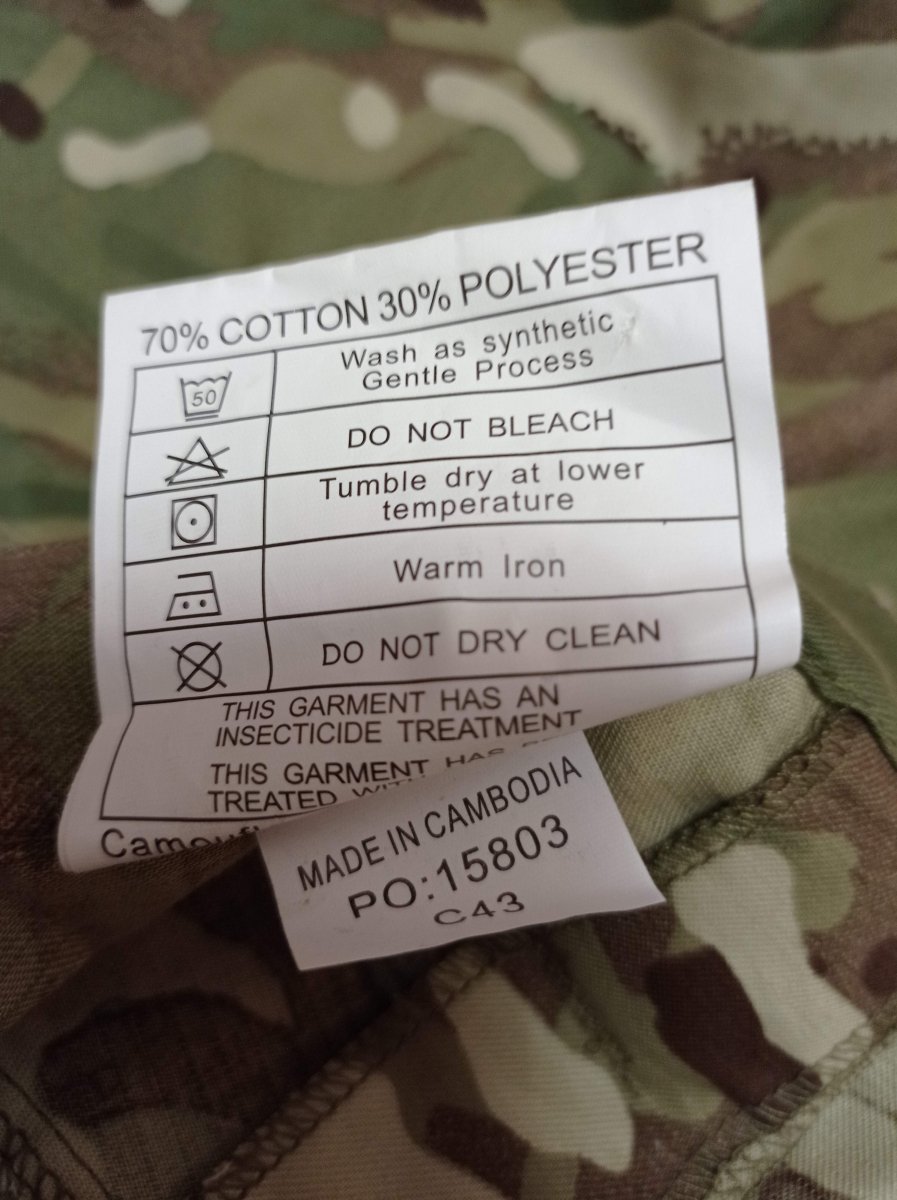 70% COTTON 30% POLYESTER
50
Wash as synthetic
Gentle Process
DO NOT BLEACH
Tumble dry at lower
temperature
Warm Iron
DO NOT DRY CLEAN
THIS GARMENT HAS AN
INSECTICIDE TREATMENT
THIS GARMENT HAS
TREATED
MADE IN CAMBODIA
PO:15803
C43